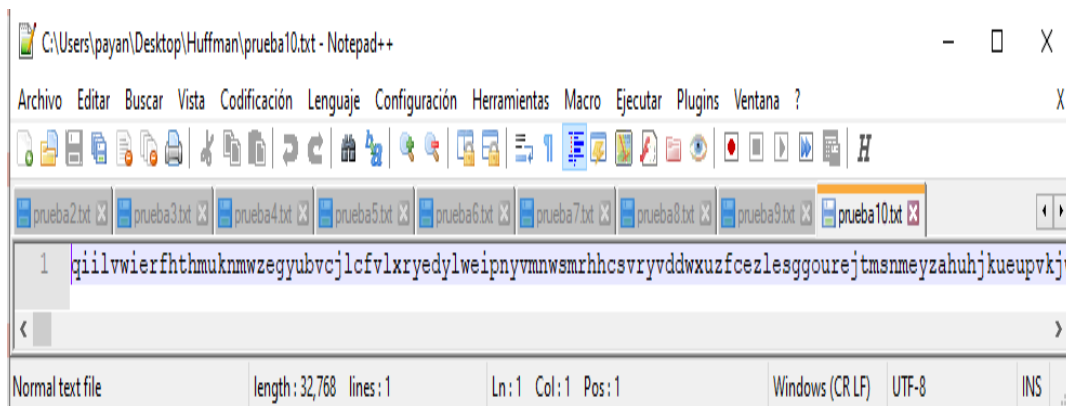 C:\Users\payan\Desktop\Huffman\prueba10.txt - Notepad++
Archivo Editar Buscar Vista Codificación Lenguaje Configuración Herramientas Macro Ejecutar Plugins Ventana ? X
prueba2.txt prueba3.txt prueba4.txt prueba5.txt prueba6.txt prueba7.txt prueba8.txt prueba9.txt prueba10.txt
1 qiilvwierfhthmuknmwzegyubvcjlcfvlxryedylweipnyvmnwsmrhhcsvryvddwxuzfcezlesggourejtmsnmeyzahuhjkueupvkj
Normal text file length : 32,768 lines : 1 Ln : 1 Col : 1 Pos : 1 Windows (CR LF) UTF-8 INS